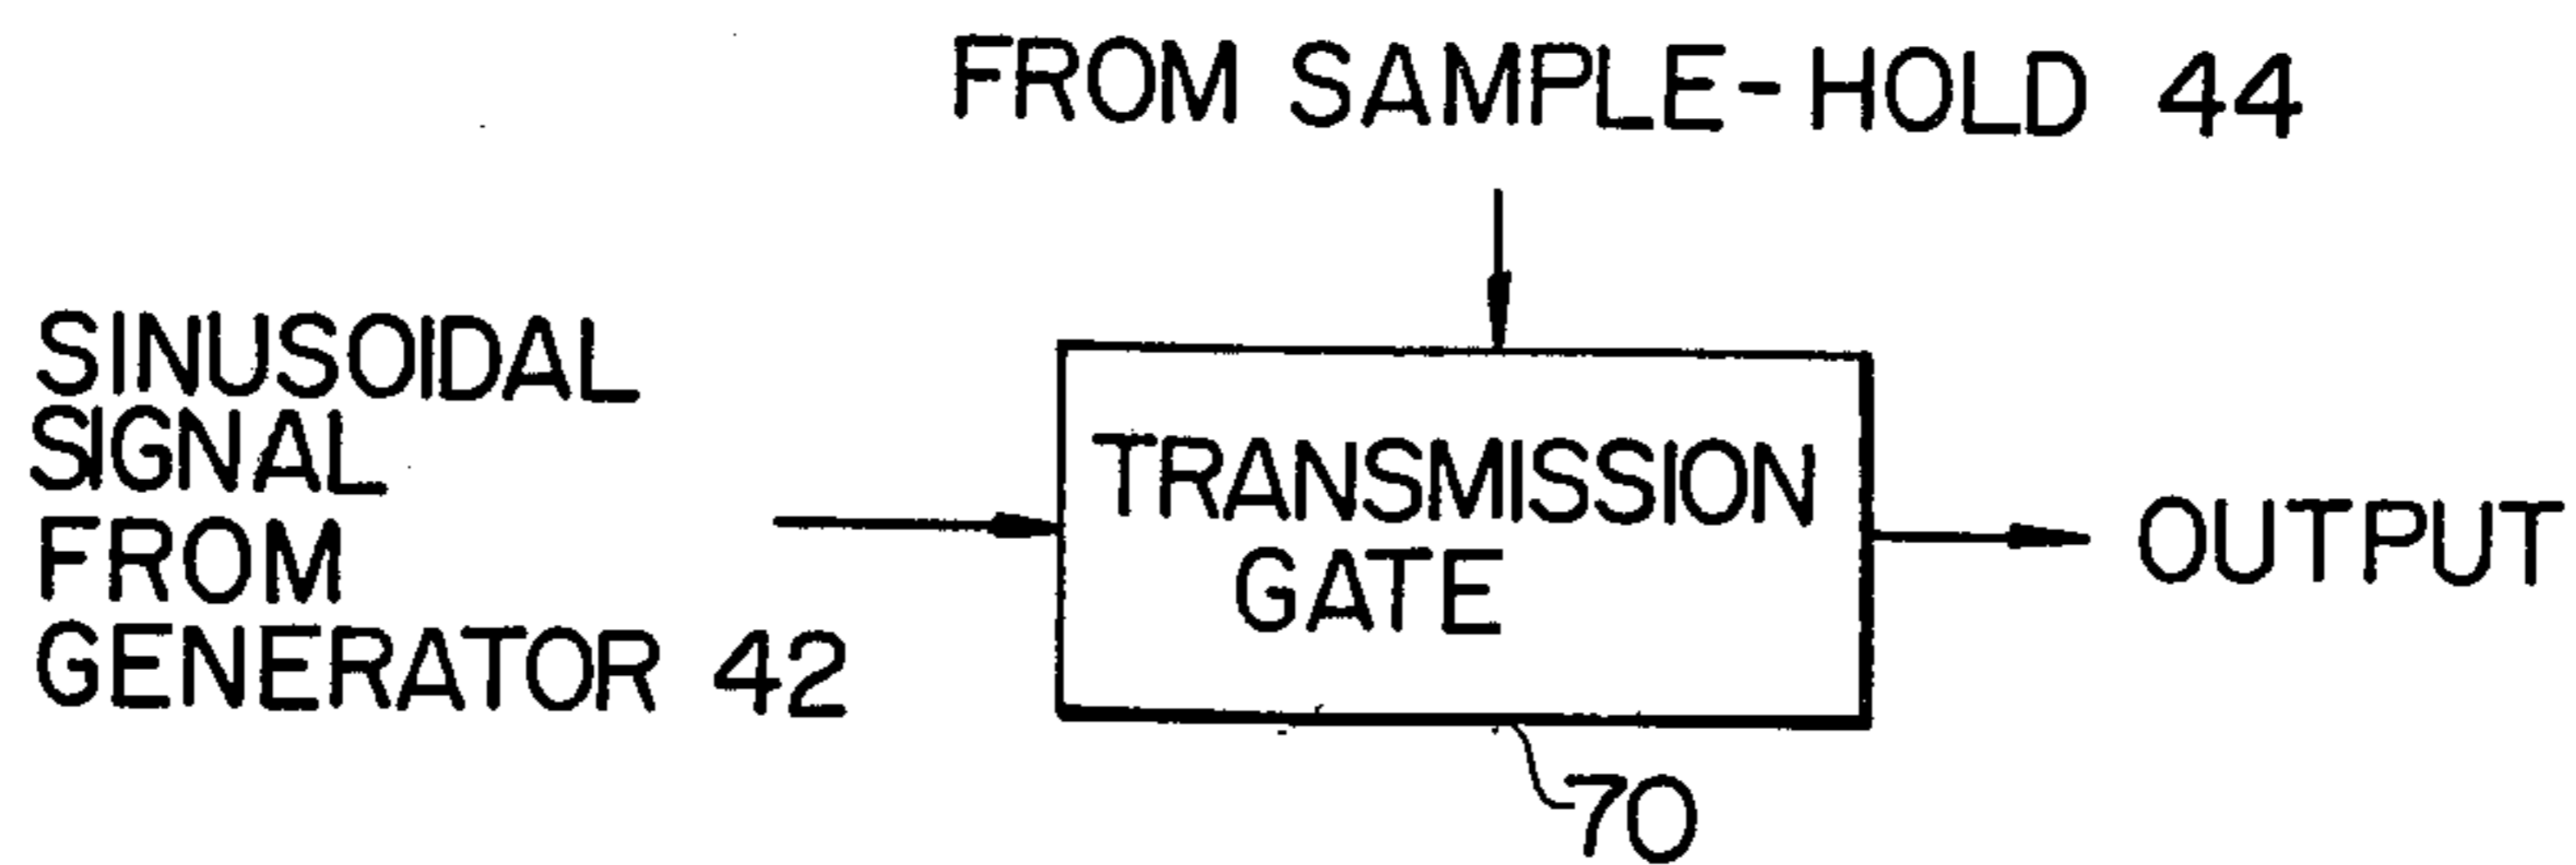 FROM SAMPLE-HOLD 44
SINUSOIDAL
SIGNAL
FROM
GENERATOR 42
TRANSMISSION
GATE
OUTPUT
70